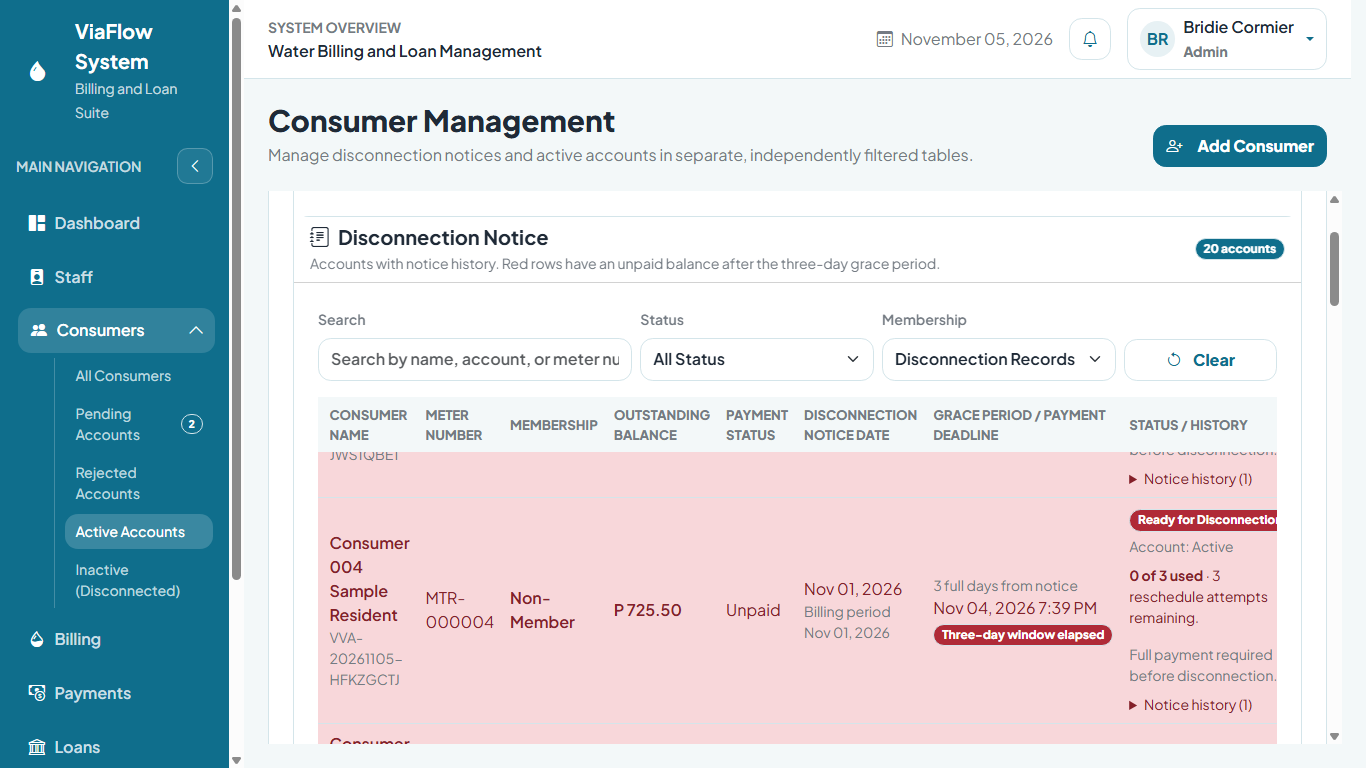 ViaFlow
System
Billing and Loan
Suite
MAIN NAVIGATION
Dashboard
Staff
Consumers
All Consumers
Pending
Accounts
2
Rejected
Accounts
Active Accounts
Inactive
(Disconnected)
Billing
Payments
Loans
SYSTEM OVERVIEW
Water Billing and Loan Management
November 05, 2026
BR
Bridie Cormier
Admin
Consumer Management
Manage disconnection notices and active accounts in separate, independently filtered tables.
Add Consumer
Disconnection Notice
Accounts with notice history. Red rows have an unpaid balance after the three-day grace period.
20 accounts
Search
Status
Membership
Search by name, account, or meter nu
All Status
Disconnection Records
Clear
CONSUMER
NAME
METER
NUMBER
MEMBERSHIP
OUTSTANDING
BALANCE
PAYMENT
STATUS
DISCONNECTION
NOTICE DATE
GRACE PERIOD / PAYMENT
DEADLINE
STATUS / HISTORY
JWS1QBET
before disconnection.
Notice history (1)
Consumer
004
Sample
Resident
VVA-
20261105-
HFKZGCTJ
MTR-
000004
Non-
Member
P 725.50
Unpaid
Nov 01, 2026
Billing period
Nov 01, 2026
3 full days from notice
Nov 04, 2026 7:39 PM
Three-day window elapsed
Ready for Disconnection
Account: Active
0 of 3 used · 3
reschedule attempts
remaining.
Full payment required
before disconnection.
Notice history (1)
Consumer